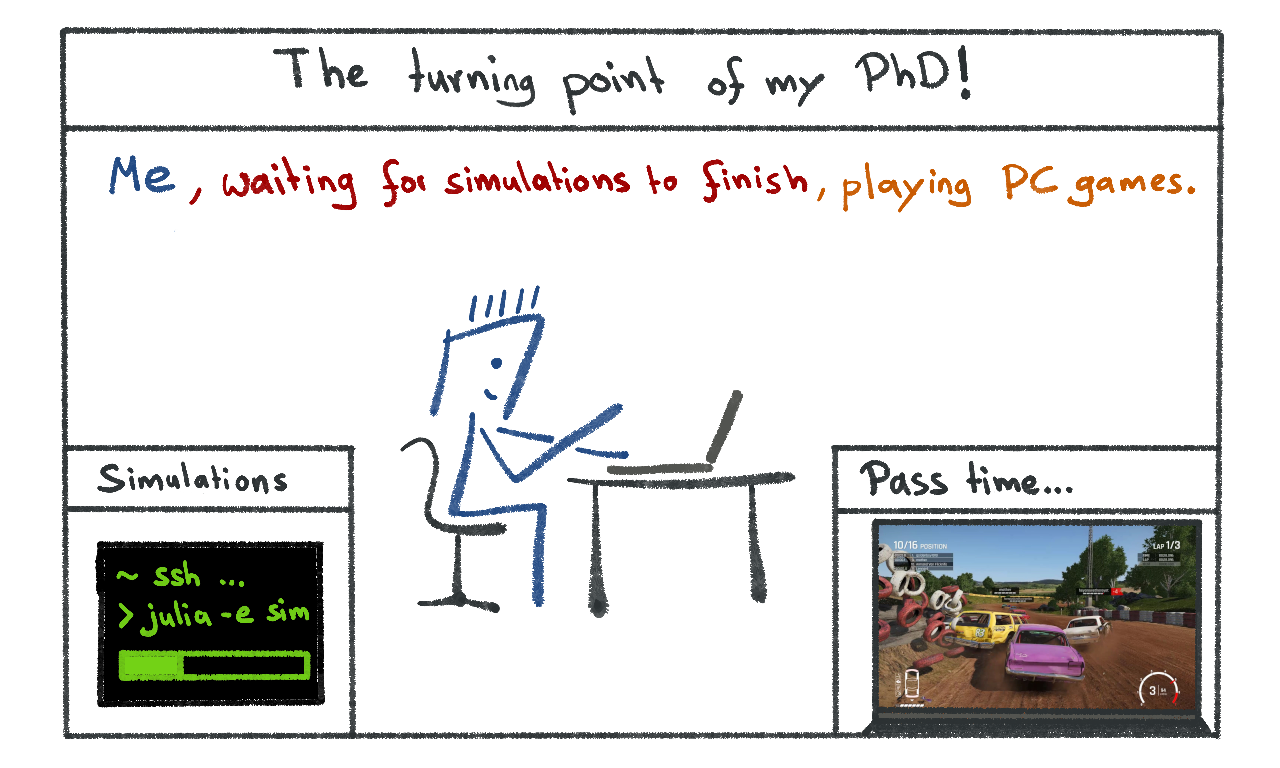 The turning point of my PhD!
Me, waiting for simulations to finish, playing PC games.
Simulations
~ ssh ...
> julia -e sim
Pass time...
10/16 POSITION
LAP 1/3
3